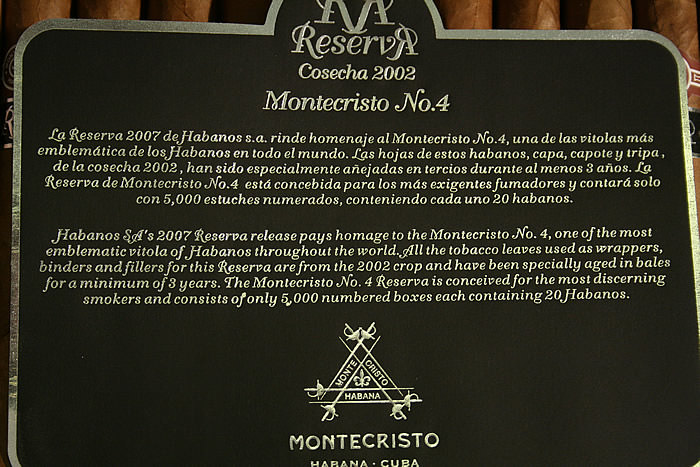 ReservA
Cosecha 2002
Montecristo No.4
La Reserva 2007 de Habanos s.a. rinde homenaje al Montecristo No.4, una de las vitolas más
emblemática de los Habanos en todo el mundo. Las hojas de estos habanos, capa, capote y tripa,
de la cosecha 2002, han sido especialmente añejadas en tercios durante al menos 3 años. La
Reserva de Montecristo No.4 está concebida para los más exigentes fumadores y contará solo
con 5,000 estuches numerados, conteniendo cada uno 20 habanos.
Habanos SA's 2007 Reserva release pays homage to the Montecristo No. 4, one of the most
emblematic vitola of Habanos throughout the world. All the tobacco leaves used as wrappers,
binders and fillers for this Reserva are from the 2002 crop and have been specially aged in bales
for a minimum of 3 years. The Montecristo No. 4 Reserva is conceived for the most discerning
smokers and consists of only 5,000 numbered boxes each containing 20 Habanos.
MONTE CRISTO
HABANA
MONTECRISTO
HABANA · CUBA